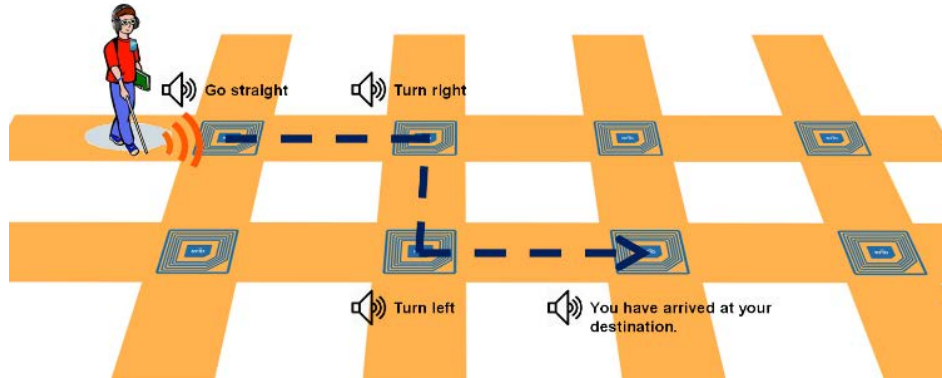 Go straight
Turn right
Turn left
You have arrived at your
destination.